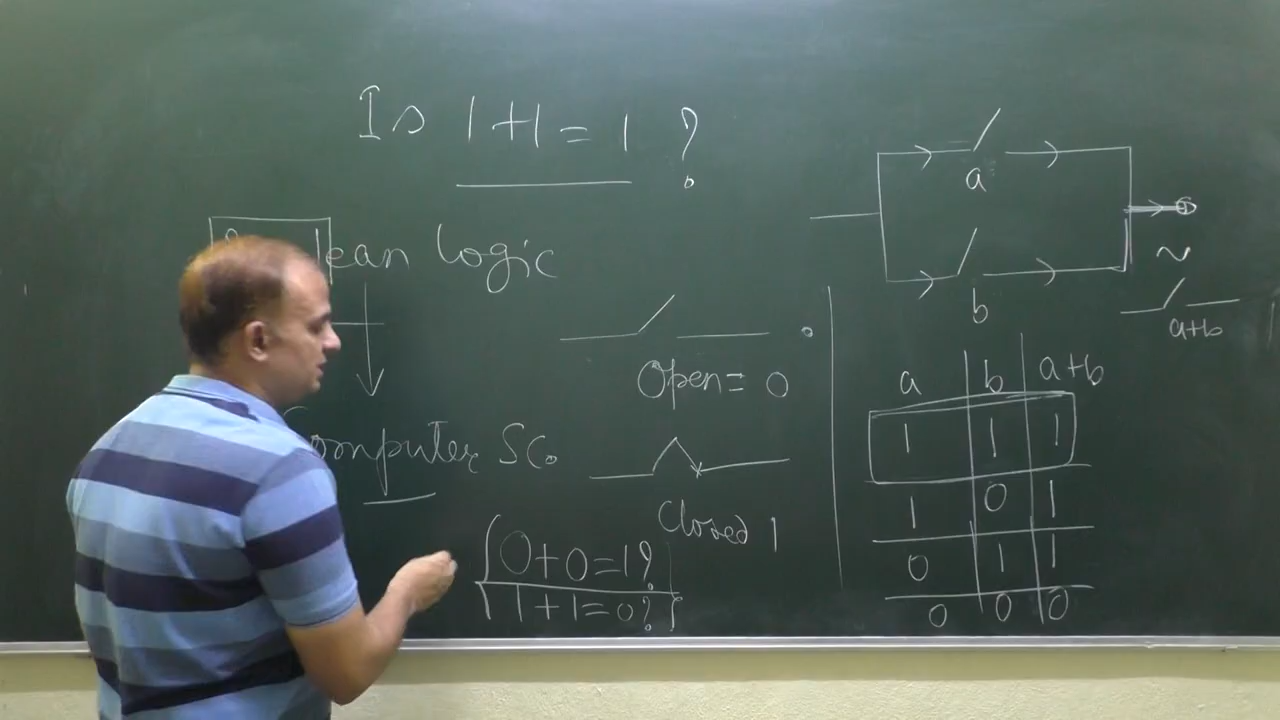 Is 1+1=1 ?
lean logic
Computer Sc.
Open = 0
Closed 1
0+0=1?
1+1=0?
a
b
~
a+b
a b a+b
1 1 1
1 0 1
0 1 1
0 0 0